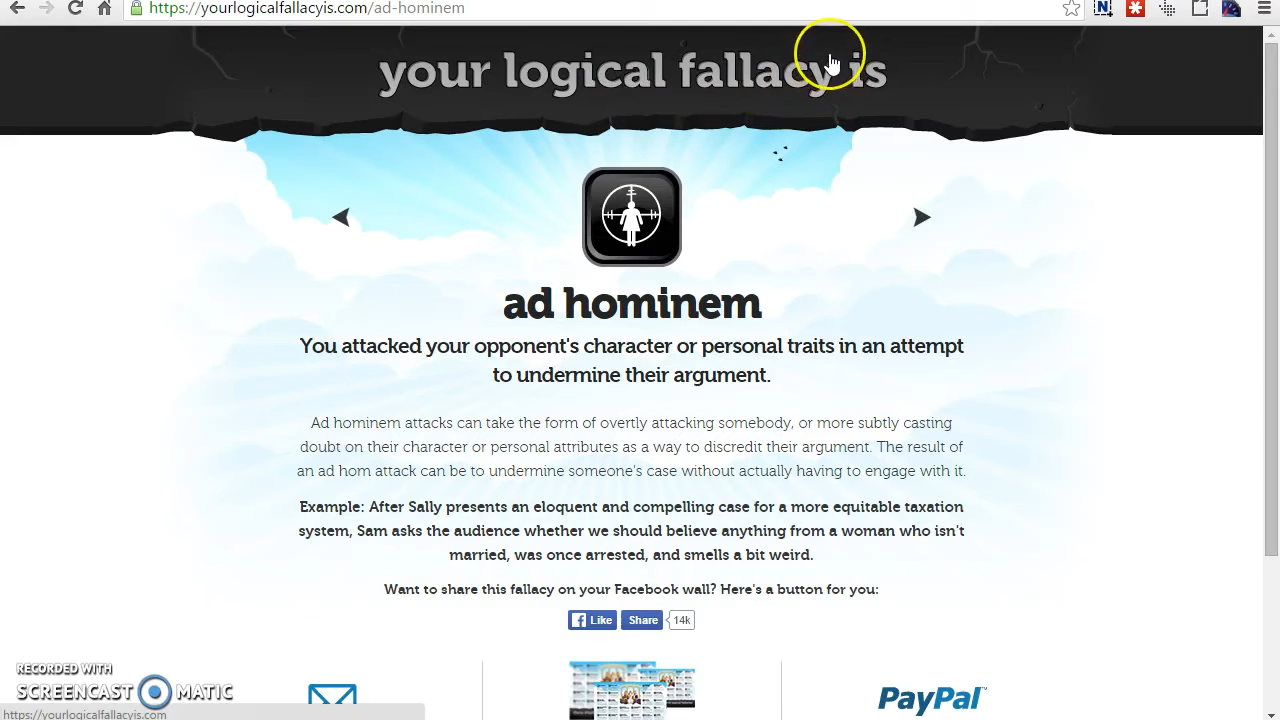 https://yourlogicalfallacyis.com/ad-hominem
your logical fallacy is
ad hominem
You attacked your opponent's character or personal traits in an attempt
to undermine their argument.
Ad hominem attacks can take the form of overtly attacking somebody, or more subtly casting
doubt on their character or personal attributes as a way to discredit their argument. The result of
an ad hom attack can be to undermine someone's case without actually having to engage with it.
Example: After Sally presents an eloquent and compelling case for a more equitable taxation
system, Sam asks the audience whether we should believe anything from a woman who isn't
married, was once arrested, and smells a bit weird.
Want to share this fallacy on your Facebook wall? Here's a button for you:
Like Share 14k
RECORDED WITH
SCREENCAST MATIC
PayPal™
https://yourlogicalfallacyis.com